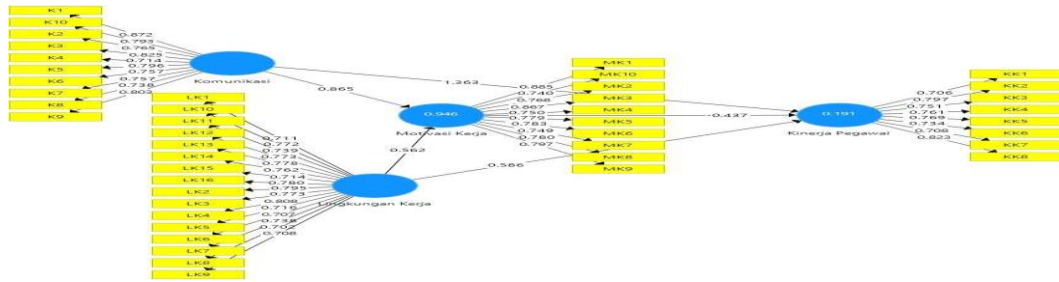 K1
K10
K2
K3
K4
K5
K6
K7
K8
K9
0.872
0.793
0.765
0.825
0.714
0.796
0.757
0.757
0.738
0.803
Komunikasi
LK1
LK10
LK11
LK12
LK13
LK14
LK15
LK16
LK2
LK3
LK4
LK5
LK6
LK7
LK8
LK9
0.711
0.772
0.739
0.773
0.778
0.762
0.714
0.780
0.795
0.773
0.808
0.716
0.707
0.738
0.702
0.708
Lingkungan Kerja
0.865
1.363
0.562
0.586
0.946
Motivasi Kerja
0.885
0.740
0.768
0.867
0.750
0.779
0.783
0.749
0.780
0.797
MK1
MK10
MK2
MK3
MK4
MK5
MK6
MK7
MK8
MK9
-0.437
0.191
Kinerja Pegawai
0.706
0.797
0.751
0.761
0.769
0.734
0.708
0.823
KK1
KK2
KK3
KK4
KK5
KK6
KK7
KK8